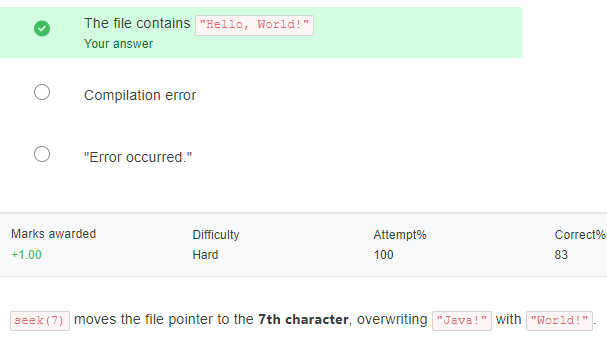 The file contains "Hello, World!"
Your answer
Compilation error
"Error occurred."
Marks awarded Difficulty Attempt% Correct%
+1.00 Hard 100 83
seek(7) moves the file pointer to the 7th character, overwriting "Java!" with "World!".